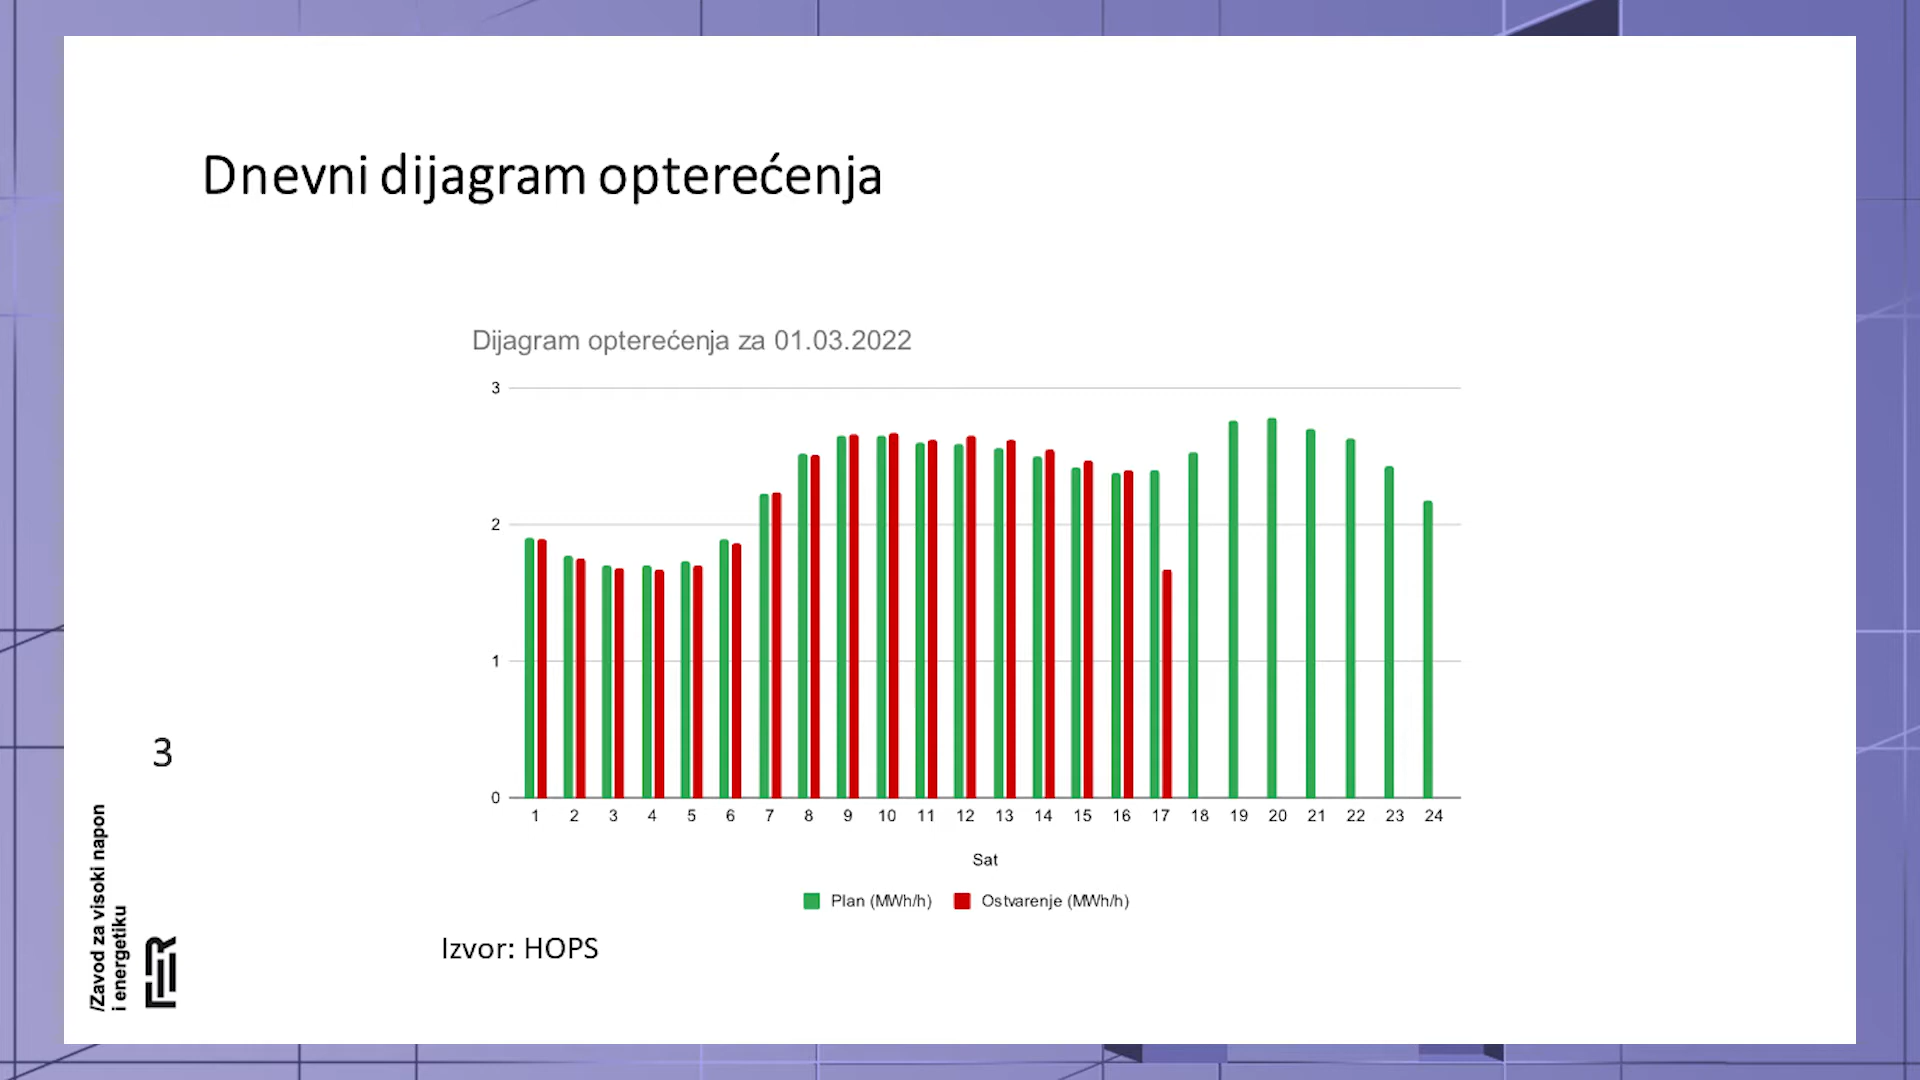 Dnevni dijagram opterećenja
Dijagram opterećenja za 01.03.2022
3
2
1
0
1 2 3 4 5 6 7 8 9 10 11 12 13 14 15 16 17 18 19 20 21 22 23 24
Sat
Plan (MWh/h) Ostvarenje (MWh/h)
Izvor: HOPS
3
/Zavod za visoki napon
i energetiku